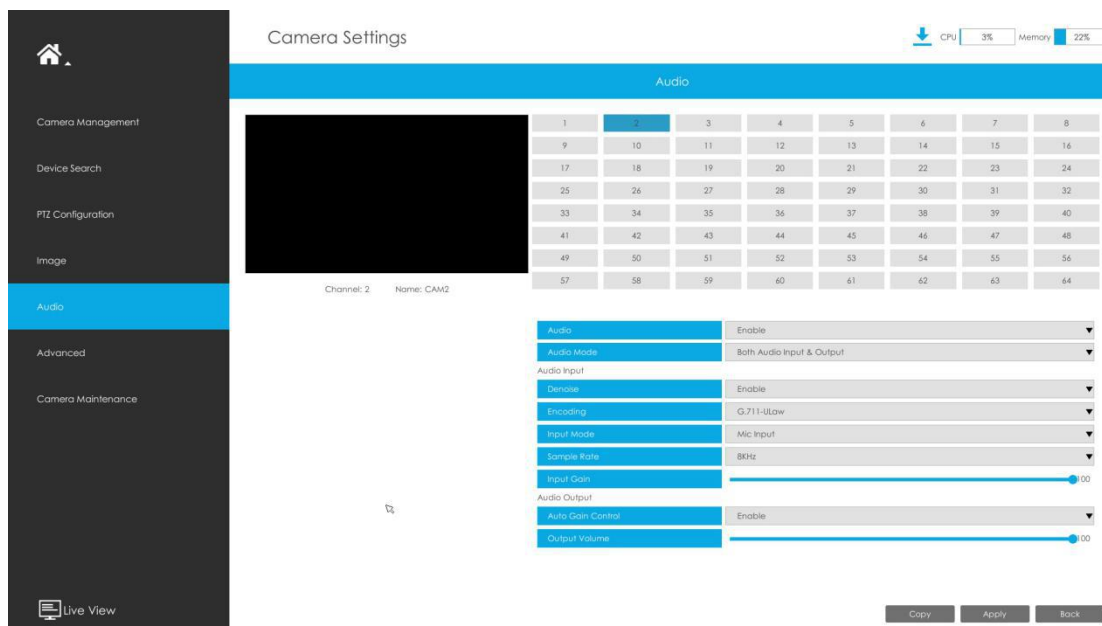 Camera Settings
CPU 3% Memory 22%
Audio
Camera Management
Device Search
PTZ Configuration
Image
Audio
Advanced
Camera Maintenance
Live View
1 2 3 4 5 6 7 8
9 10 11 12 13 14 15 16
17 18 19 20 21 22 23 24
25 26 27 28 29 30 31 32
33 34 35 36 37 38 39 40
41 42 43 44 45 46 47 48
49 50 51 52 53 54 55 56
57 58 59 60 61 62 63 64
Channel: 2 Name: CAM2
Audio Enable
Audio Mode Both Audio Input & Output
Audio Input
Denoise Enable
Encoding G.711-ULaw
Input Mode Mic Input
Sample Rate 8KHz
Input Gain 100
Audio Output
Auto Gain Control Enable
Output Volume 100
Copy Apply Back